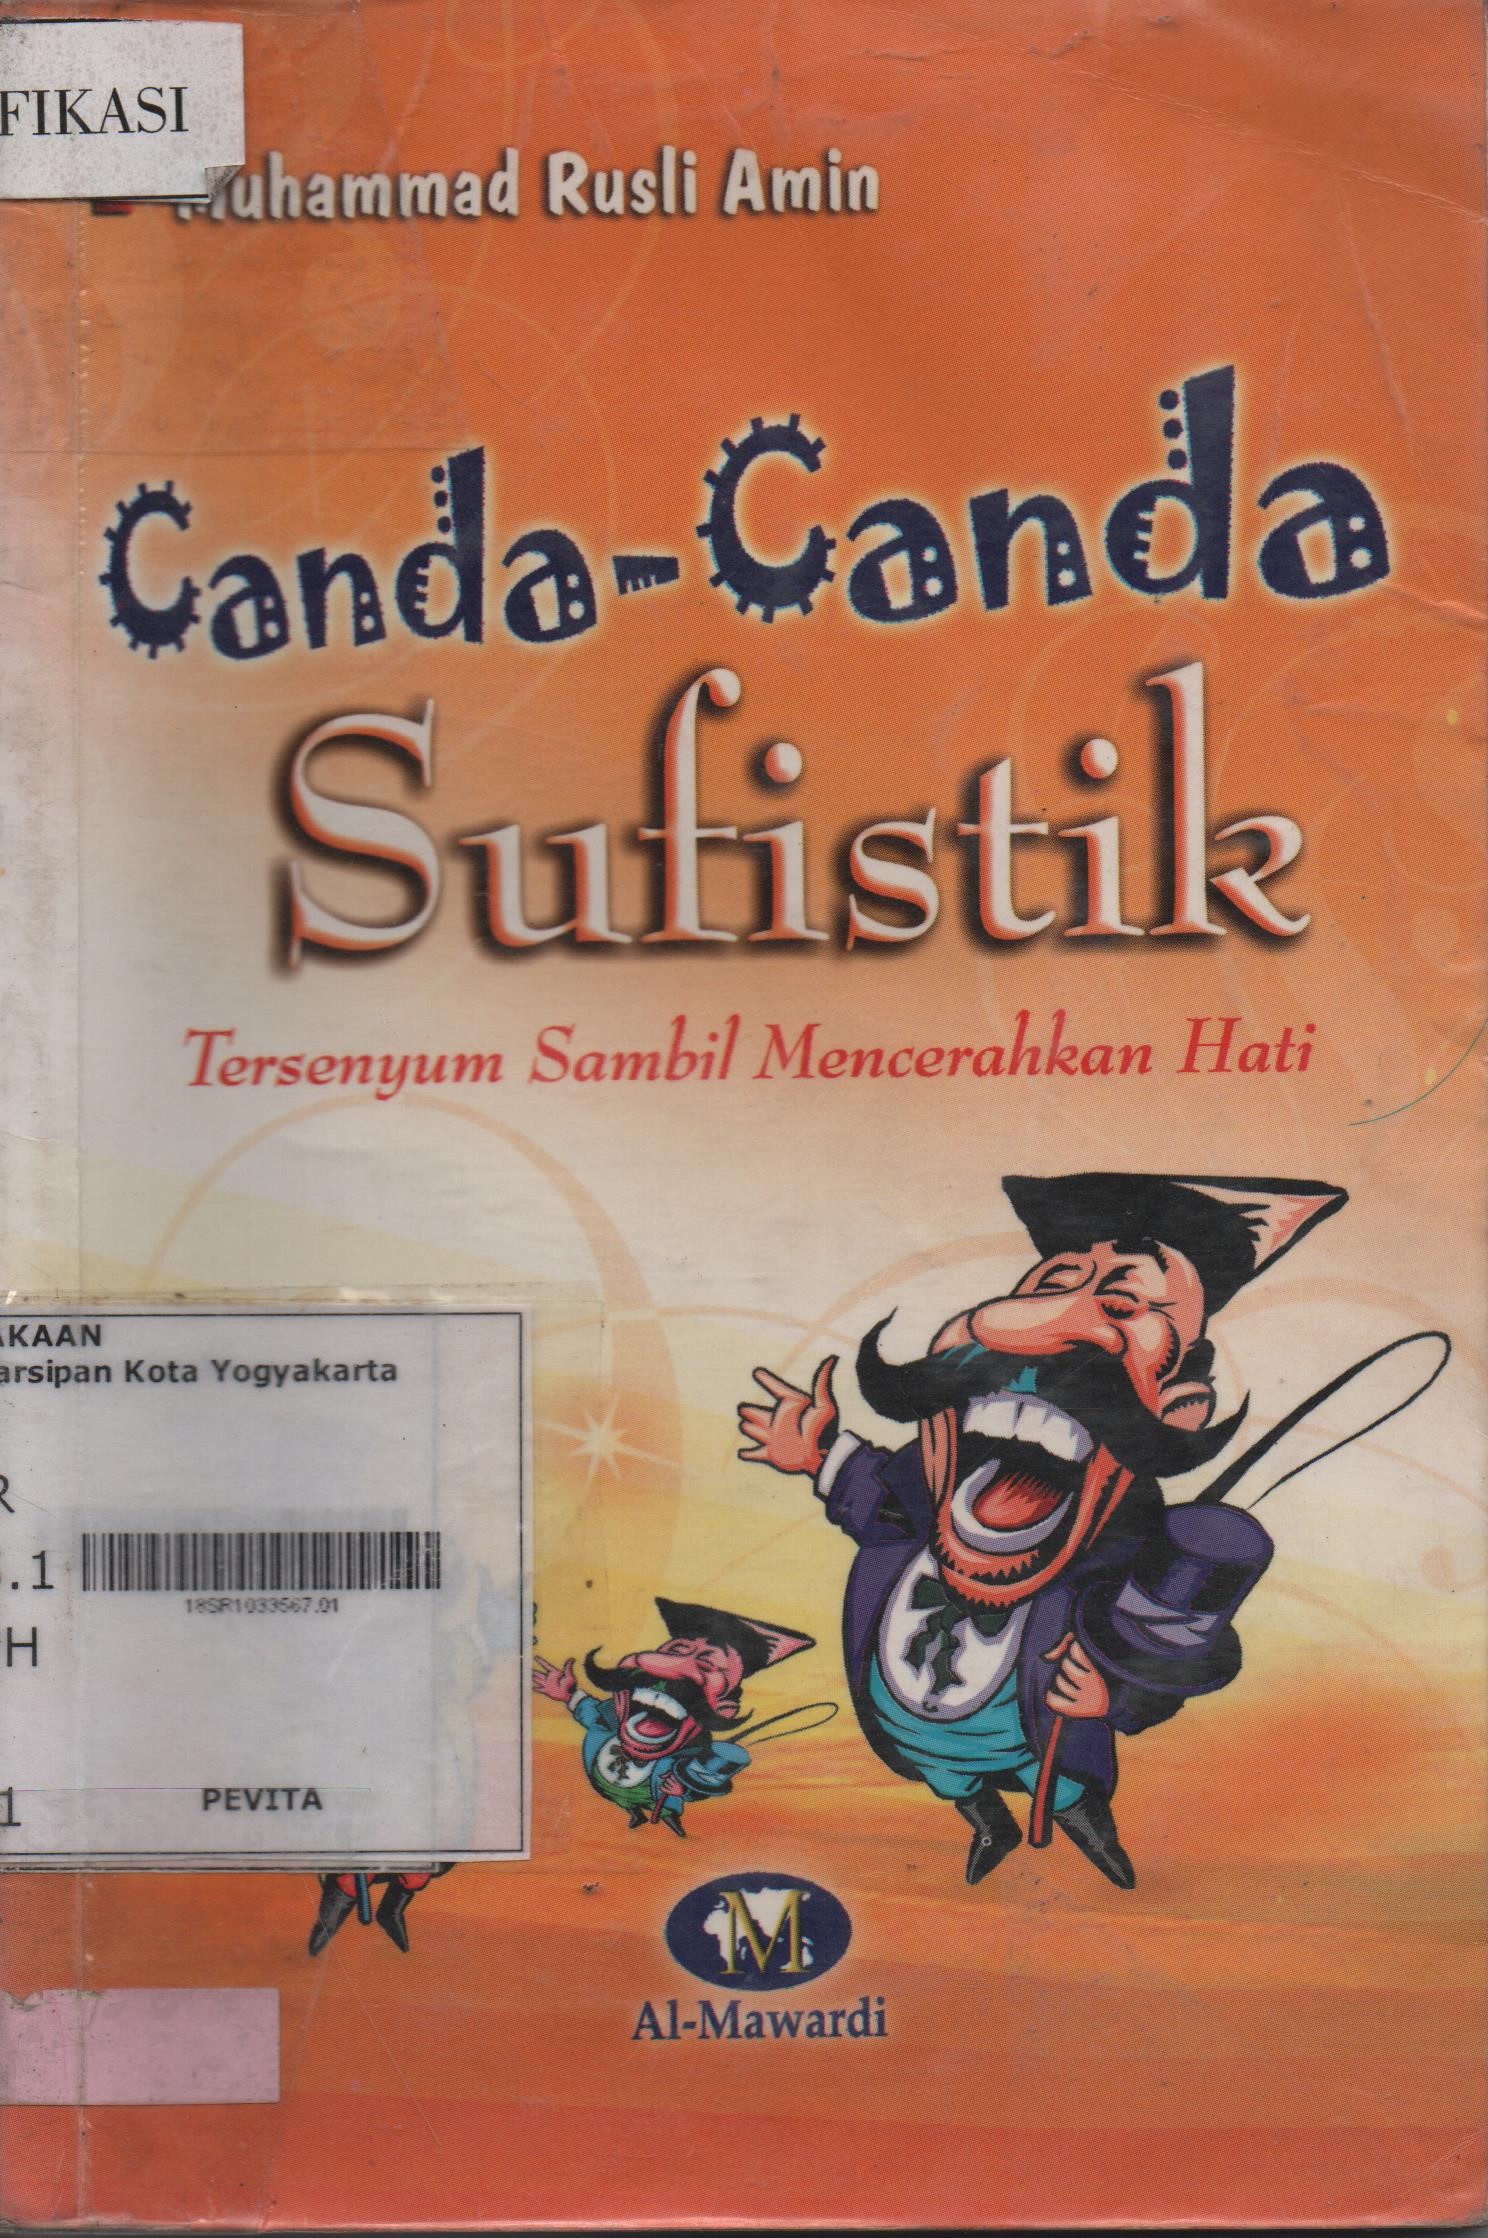 FIKASI
Muhammad Rusli Amin
Canda-Canda
Sufistik
Tersenyum Sambil Mencerahkan Hati
AKAAN
arsipan Kota Yogyakarta
R
.1
18SR1033567.01
H
1
PEVITA
M
Al-Mawardi